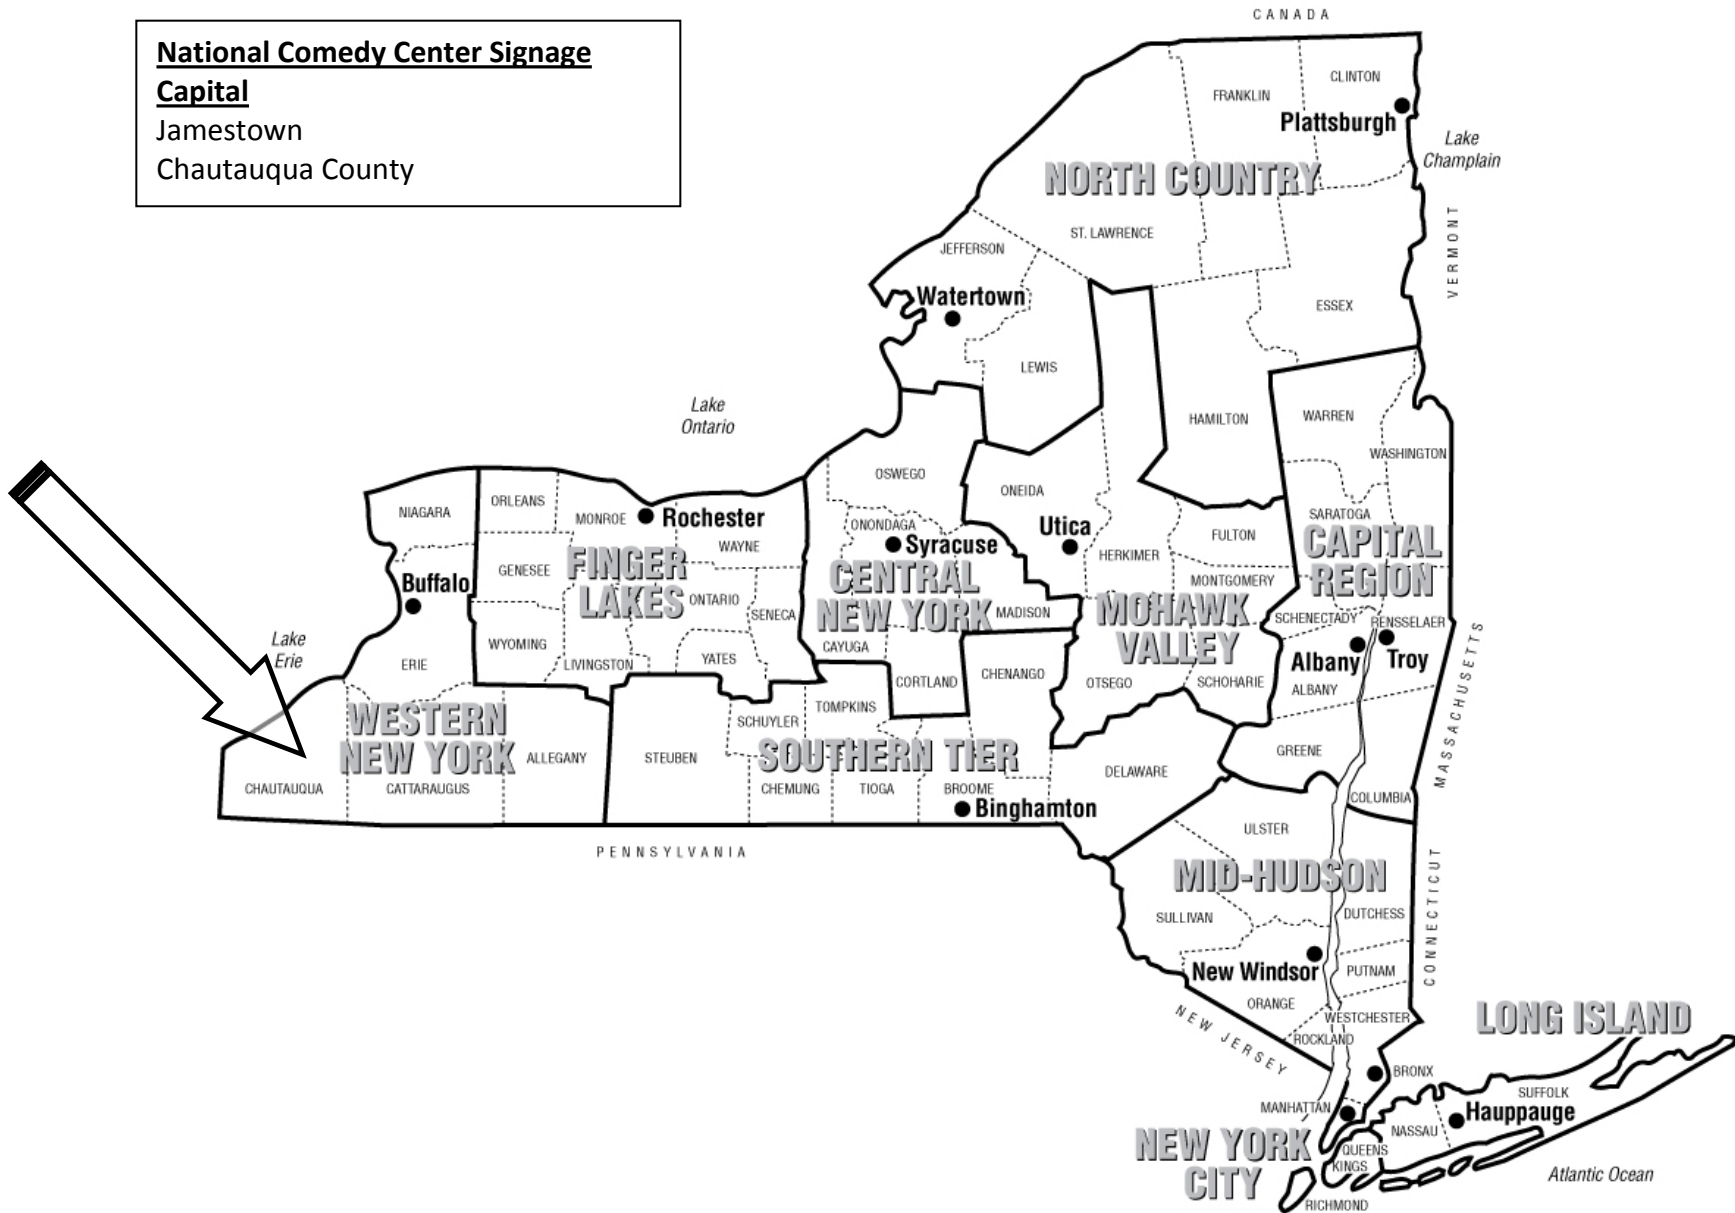 National Comedy Center Signage
Capital
Jamestown
Chautauqua County
CANADA
CLINTON
FRANKLIN
Plattsburgh
Lake
Champlain
NORTH COUNTRY
VERMONT
ST. LAWRENCE
JEFFERSON
Watertown
ESSEX
LEWIS
Lake
Ontario
HAMILTON
WARREN
WASHINGTON
OSWEGO
ONEIDA
NIAGARA
ORLEANS
MONROE
Rochester
SARATOGA
ONONDAGA
Utica
FULTON
CAPITAL
REGION
WAYNE
Syracuse
HERKIMER
GENESEE
FINGER
LAKES
CENTRAL
NEW YORK
MONTGOMERY
Buffalo
ONTARIO
SENECA
MADISON
MOHAWK
VALLEY
SCHENECTADY
RENSSELAER
Lake
Erie
WYOMING
CAYUGA
MASSACHUSETTS
ERIE
LIVINGSTON
YATES
Albany
Troy
CORTLAND
CHENANGO
OTSEGO
SCHOHARIE
ALBANY
WESTERN
NEW YORK
TOMPKINS
SCHUYLER
ALLEGANY
STEUBEN
SOUTHERN TIER
GREENE
DELAWARE
CHAUTAUQUA
CATTARAUGUS
CHEMUNG
TIOGA
BROOME
Binghamton
COLUMBIA
PENNSYLVANIA
ULSTER
MID-HUDSON
CONNECTICUT
SULLIVAN
DUTCHESS
New Windsor
PUTNAM
ORANGE
WESTCHESTER
LONG ISLAND
NEW JERSEY
ROCKLAND
BRONX
SUFFOLK
MANHATTAN
Hauppauge
NASSAU
NEW YORK
CITY
QUEENS
KINGS
Atlantic Ocean
RICHMOND